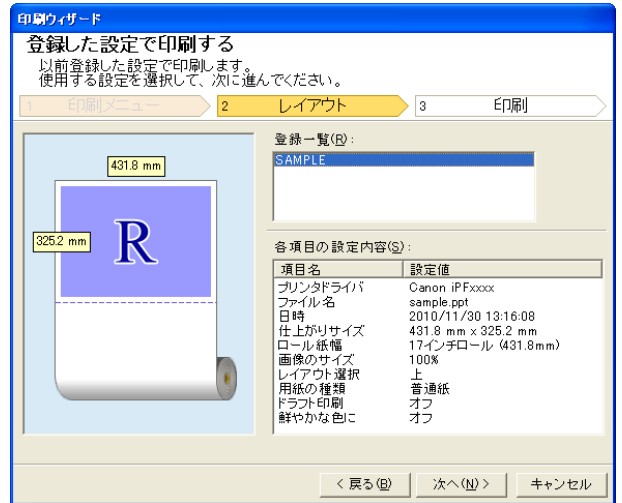 印刷ウィザード
登録した設定で印刷する
以前登録した設定で印刷します。
使用する設定を選択して、次に進んでください。
1 印刷メニュー 2 レイアウト 3 印刷
431.8 mm
325.2 mm
R
登録一覧(R):
SAMPLE
各項目の設定内容(S):
項目名 設定値
プリンタドライバ Canon iPFxxxx
ファイル名 sample.ppt
日時 2010/11/30 13:16:08
仕上がりサイズ 431.8 mm x 325.2 mm
ロール紙幅 17インチロール (431.8mm)
画像のサイズ 100%
レイアウト選択 上
用紙の種類 普通紙
ドラフト印刷 オフ
鮮やかな色に オフ
< 戻る(B) 次へ(N) > キャンセル